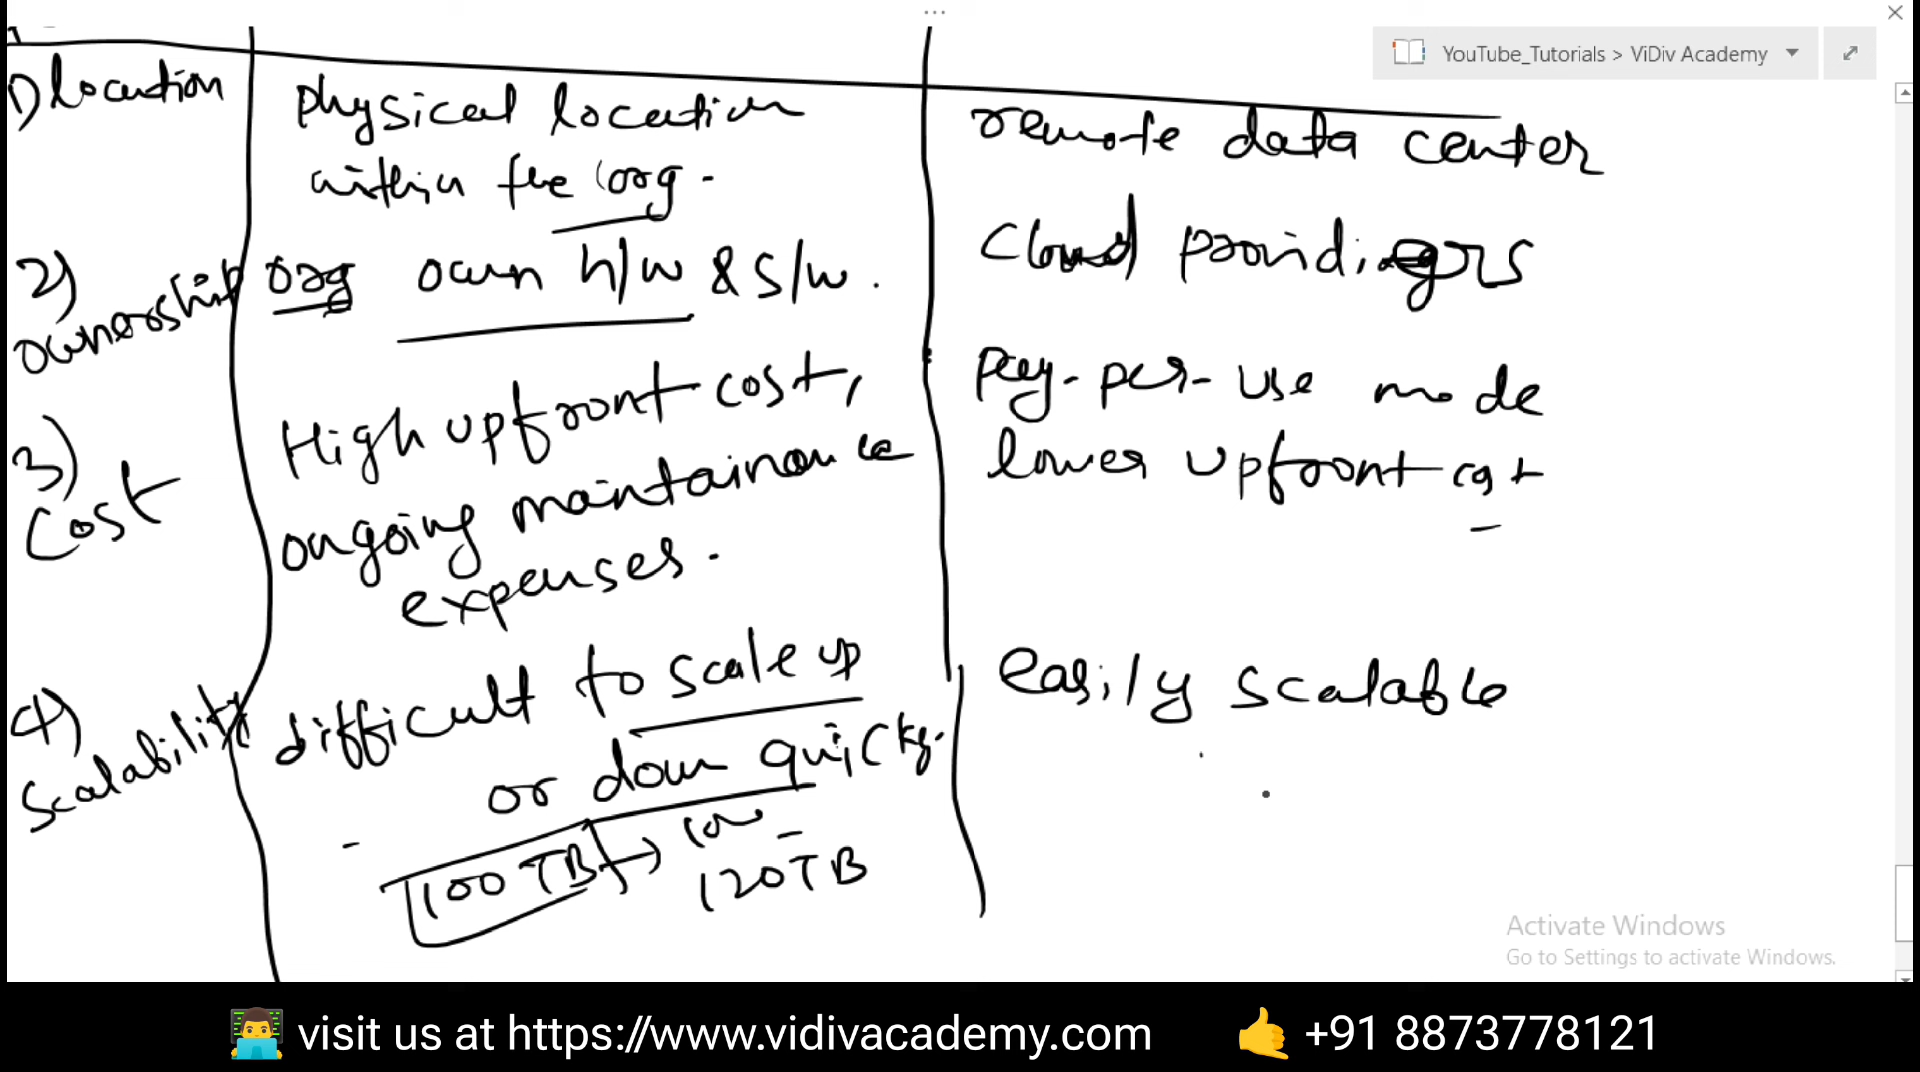 YouTube_Tutorials > ViDiv Academy
1) location
physical location
within the org.
remote data center
2)
ownership
org own h/w & s/w.
cloud providers
3)
Cost
High upfront cost,
ongoing maintainance
expenses.
Pay-per-use mode
lower upfront cost
4)
Scalability
difficult to scale up
or down quickly.
100 TB → 100
120 TB
easily scalable
Activate Windows
Go to Settings to activate Windows.
visit us at https://www.vidivacademy.com
+91 8873778121